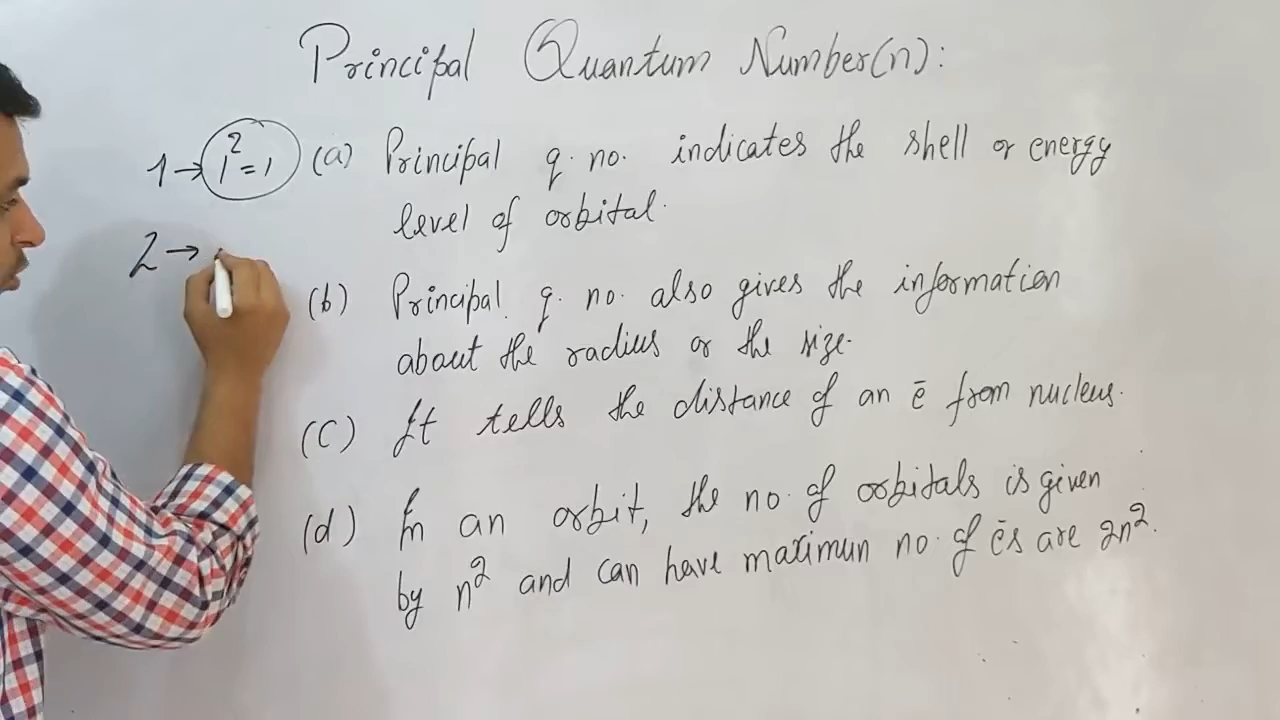 Principal Quantum Number(n):
1→ 1² = 1
(a) Principal q. no. indicates the shell or energy
level of orbital.
2→
(b) Principal q. no. also gives the information
about the radius or the size.
(C) It tells the distance of an ē from nucleus.
(d) In an orbit, the no. of orbitals is given
by n² and can have maximun no. of ēs are 2n².